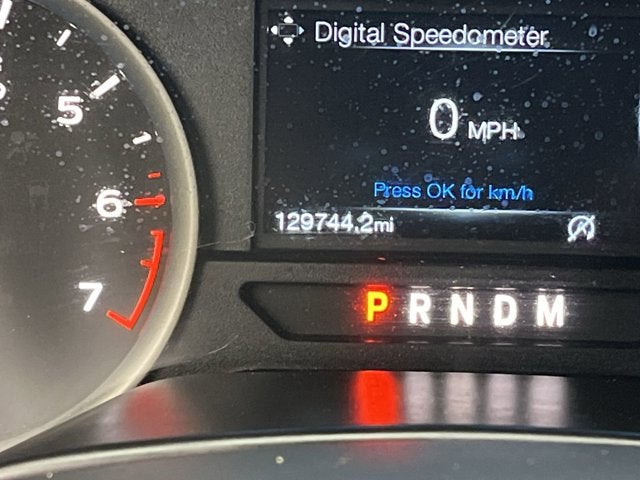 Digital Speedometer
0 MPH
Press OK for km/h
129744.2mi
5
6
7
P R N D M